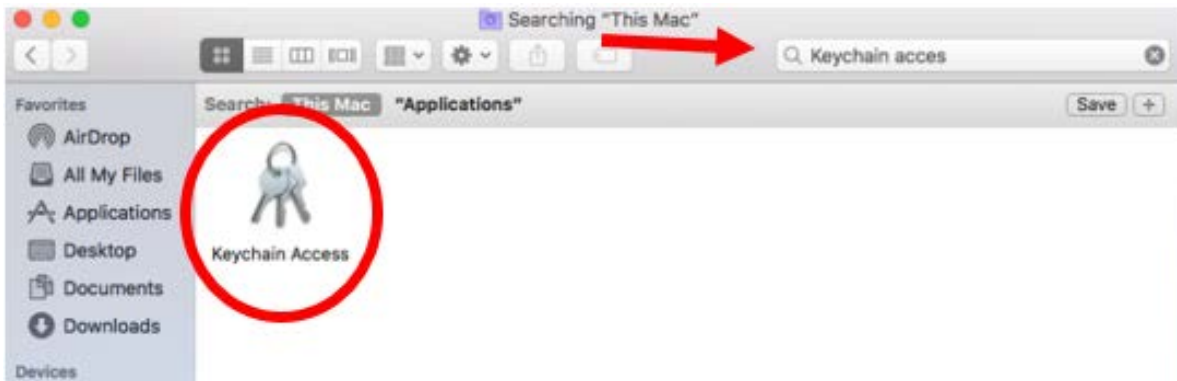 Searching "This Mac"
Keychain acces
Favorites
Search: This Mac "Applications" Save +
AirDrop
All My Files
Applications
Desktop
Documents
Downloads
Devices
Keychain Access